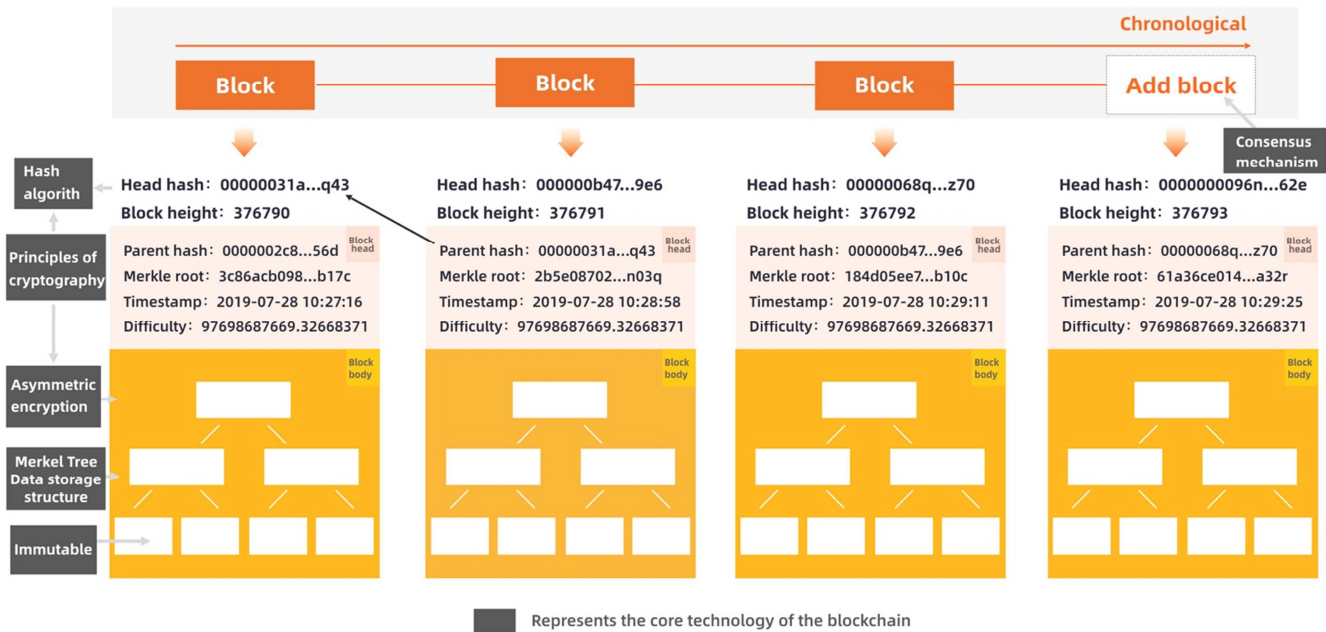 Chronological
Block
Block
Block
Add block
Consensus
mechanism
Hash
algorith
Principles of
cryptography
Asymmetric
encryption
Merkel Tree
Data storage
structure
Immutable
Head hash: 00000031a...q43
Block height: 376790
Block
head
Parent hash: 0000002c8...56d
Merkle root: 3c86acb098...b17c
Timestamp: 2019-07-28 10:27:16
Difficulty: 97698687669.32668371
Block
body
Head hash: 000000b47...9e6
Block height: 376791
Block
head
Parent hash: 00000031a...q43
Merkle root: 2b5e08702...n03q
Timestamp: 2019-07-28 10:28:58
Difficulty: 97698687669.32668371
Block
body
Head hash: 00000068q...z70
Block height: 376792
Block
head
Parent hash: 000000b47...9e6
Merkle root: 184d05ee7...b10c
Timestamp: 2019-07-28 10:29:11
Difficulty: 97698687669.32668371
Block
body
Head hash: 0000000096n...62e
Block height: 376793
Block
head
Parent hash: 00000068q...z70
Merkle root: 61a36ce014...a32r
Timestamp: 2019-07-28 10:29:25
Difficulty: 97698687669.32668371
Block
body
Represents the core technology of the blockchain